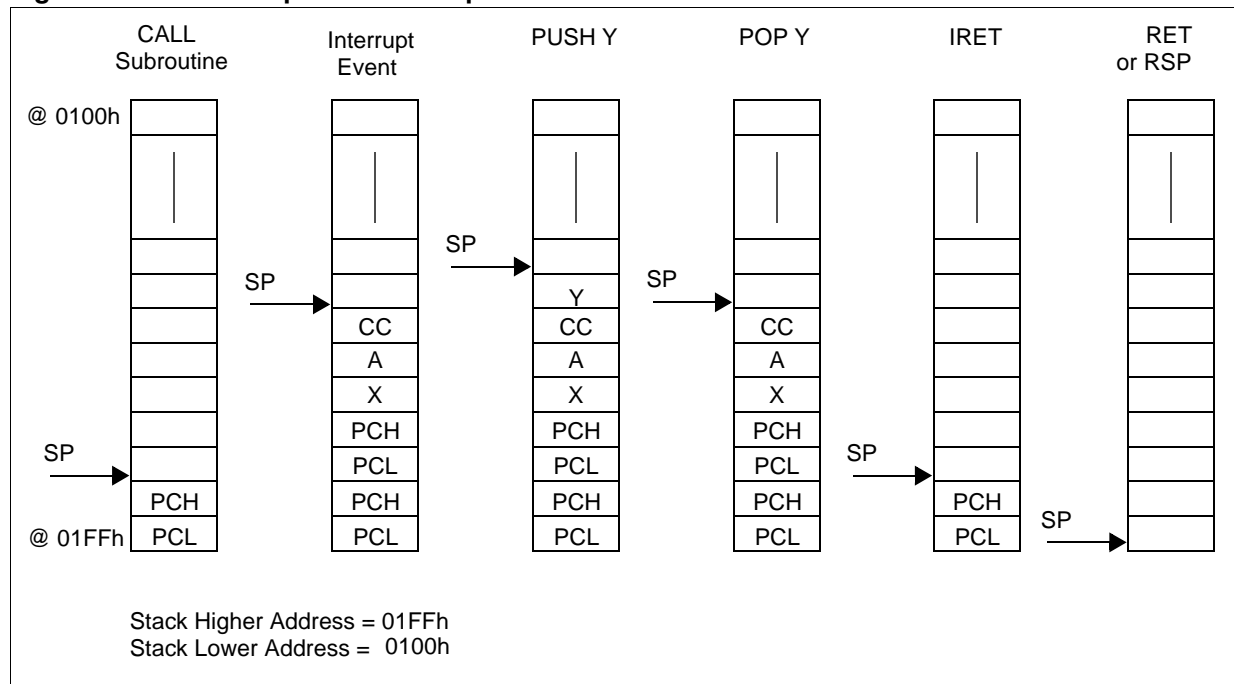 CALL
Subroutine
Interrupt
Event
PUSH Y
POP Y
IRET
RET
or RSP
@ 0100h
SP
PCH
@ 01FFh PCL
SP
CC
A
X
PCH
PCL
PCH
PCL
SP
Y
CC
A
X
PCH
PCL
PCH
PCL
SP
CC
A
X
PCH
PCL
PCH
PCL
SP
PCH
PCL
SP
Stack Higher Address = 01FFh
Stack Lower Address = 0100h